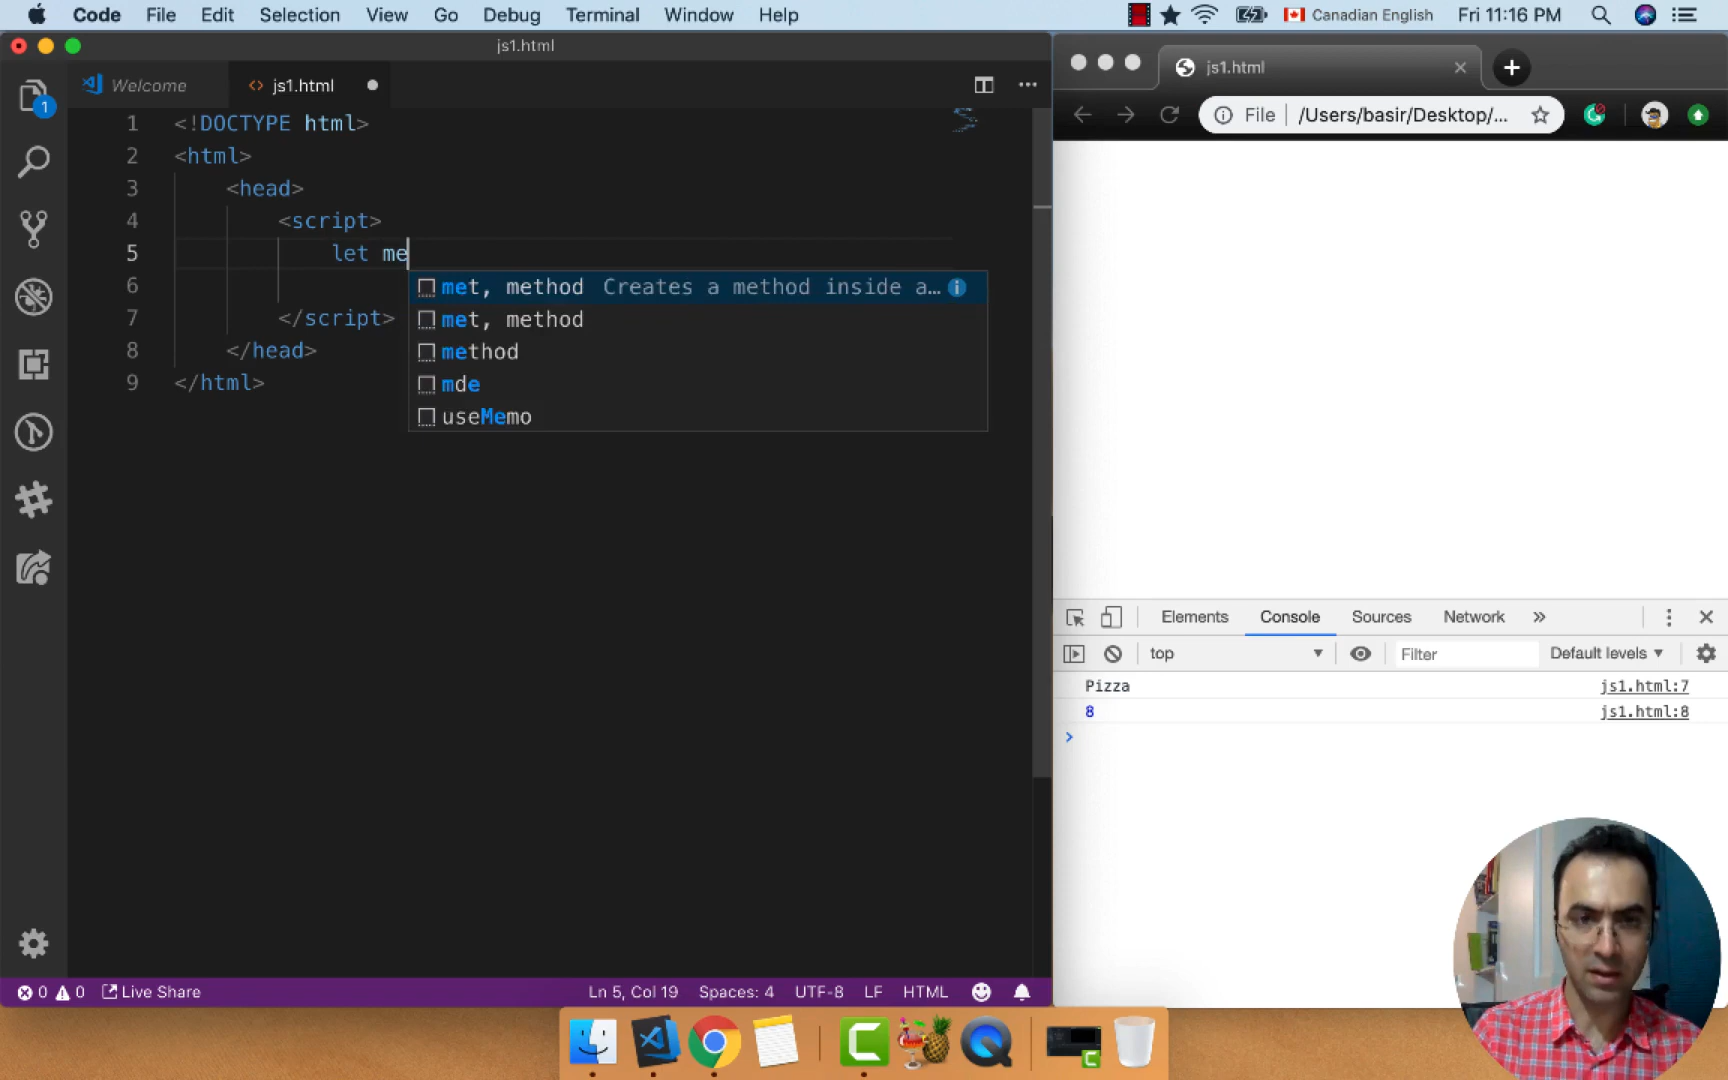 Code File Edit Selection View Go Debug Terminal Window Help Canadian English Fri 11:16 PM
js1.html
Welcome js1.html
1 <!DOCTYPE html>
2 <html>
3 <head>
4 <script>
5 let me
6
7 </script>
8 </head>
9 </html>
met, method Creates a method inside a…
met, method
method
mde
useMemo
1
0 0 Live Share Ln 5, Col 19 Spaces: 4 UTF-8 LF HTML
js1.html
File /Users/basir/Desktop/...
Elements Console Sources Network »
top Filter Default levels
Pizza js1.html:7
8 js1.html:8
>